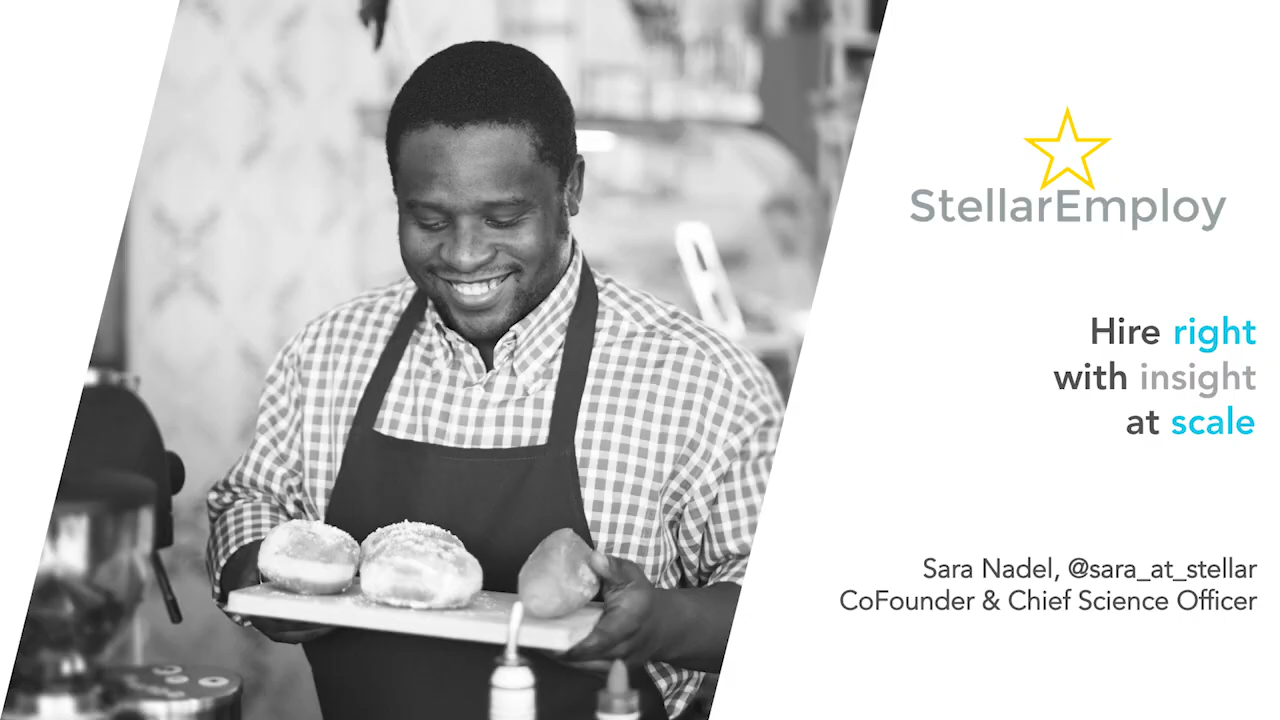 StellarEmploy
Hire right
with insight
at scale
Sara Nadel, @sara_at_stellar
CoFounder & Chief Science Officer